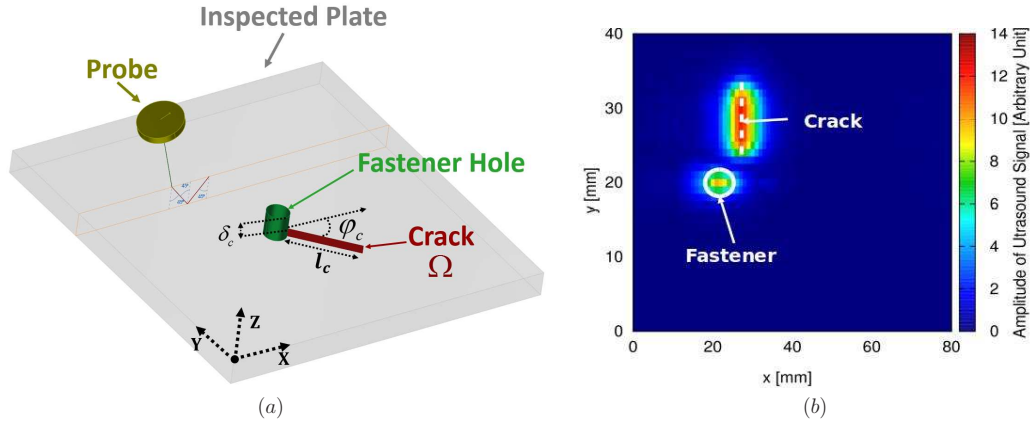 Inspected Plate
Probe
Fastener Hole
δc
φc
lc
Crack
Ω
Z
Y
X
(a)
40
30
20
10
0
y [mm]
0
20
40
60
80
x [mm]
Crack
Fastener
14
12
10
8
6
4
2
0
Amplitude of Ultrasound Signal [Arbitrary Unit]
(b)